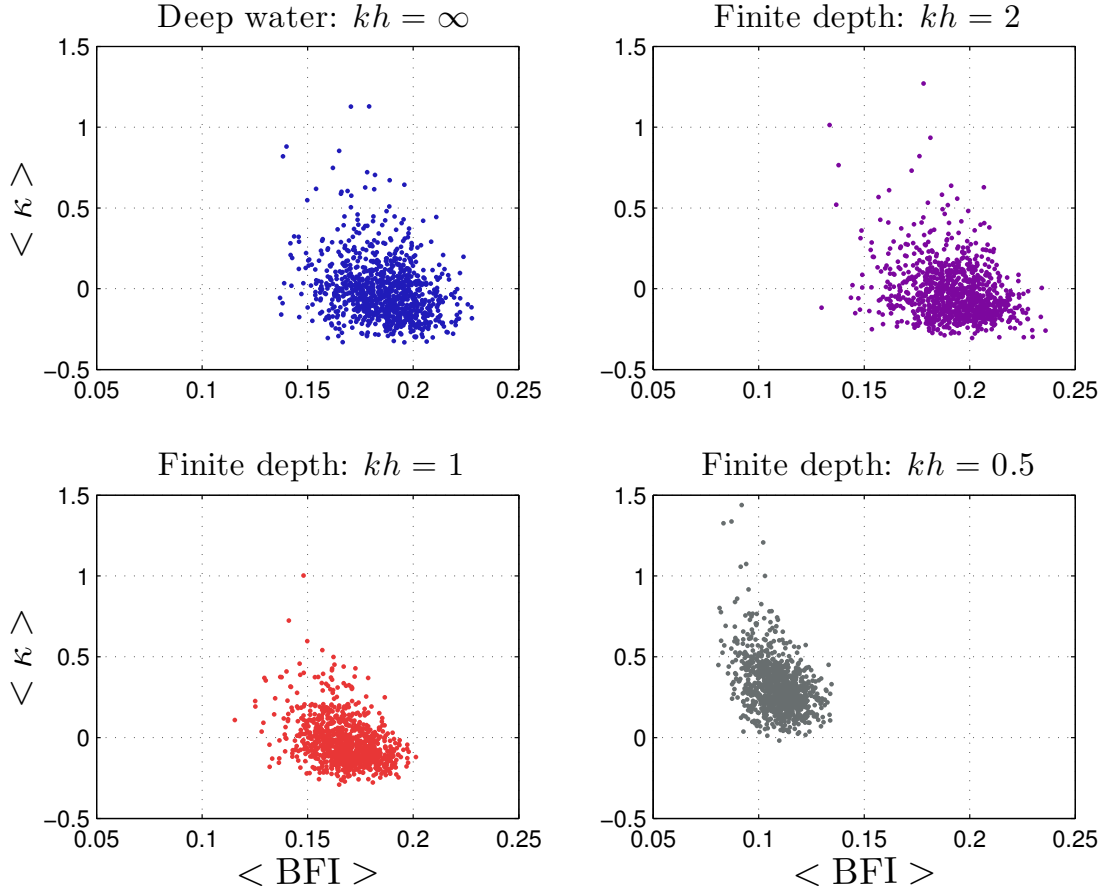 Deep water: kh = ∞
Finite depth: kh = 2
1.5
1
0.5
0
−0.5
0.05 0.1 0.15 0.2 0.25
< κ >
1.5
1
0.5
0
−0.5
0.05 0.1 0.15 0.2 0.25
Finite depth: kh = 1
Finite depth: kh = 0.5
1.5
1
0.5
0
−0.5
0.05 0.1 0.15 0.2 0.25
< κ >
< BFI >
1.5
1
0.5
0
−0.5
0.05 0.1 0.15 0.2 0.25
< BFI >